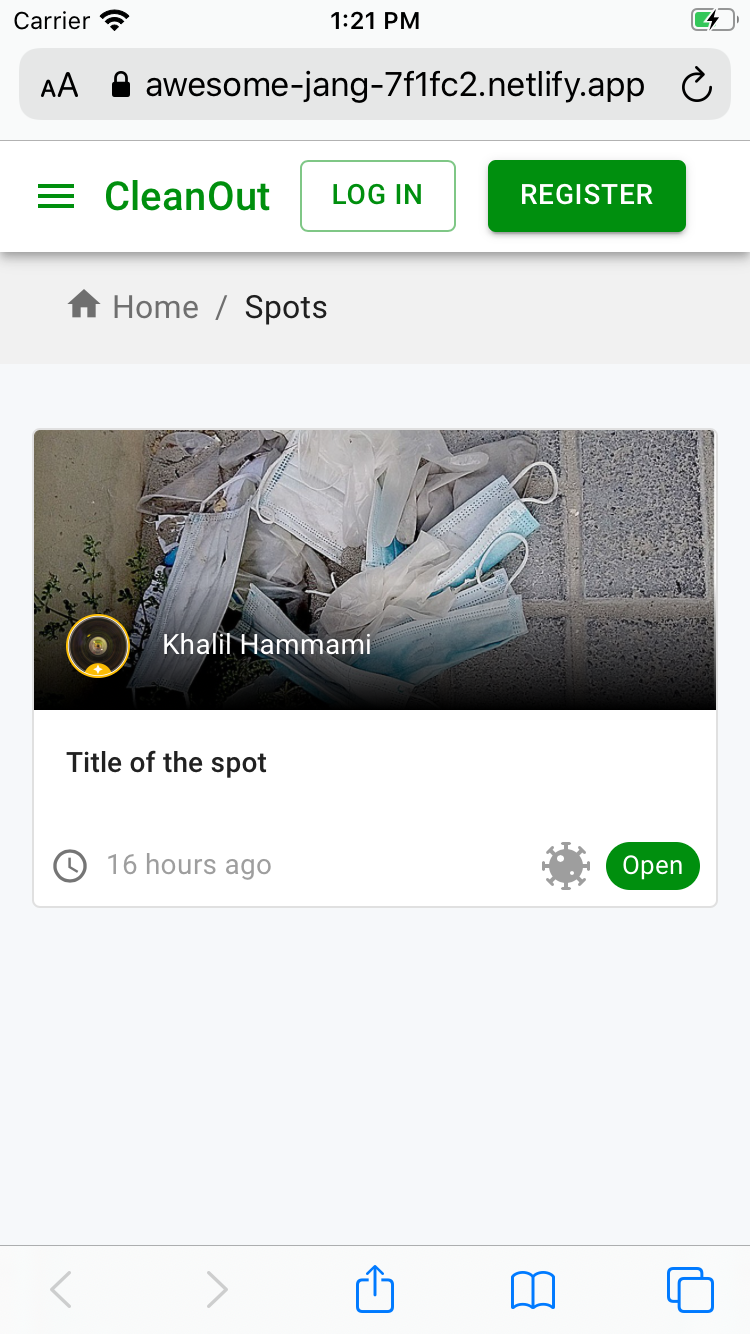 Carrier 1:21 PM
AA awesome-jang-7f1fc2.netlify.app
CleanOut LOG IN REGISTER
Home / Spots
Khalil Hammami
Title of the spot
16 hours ago Open